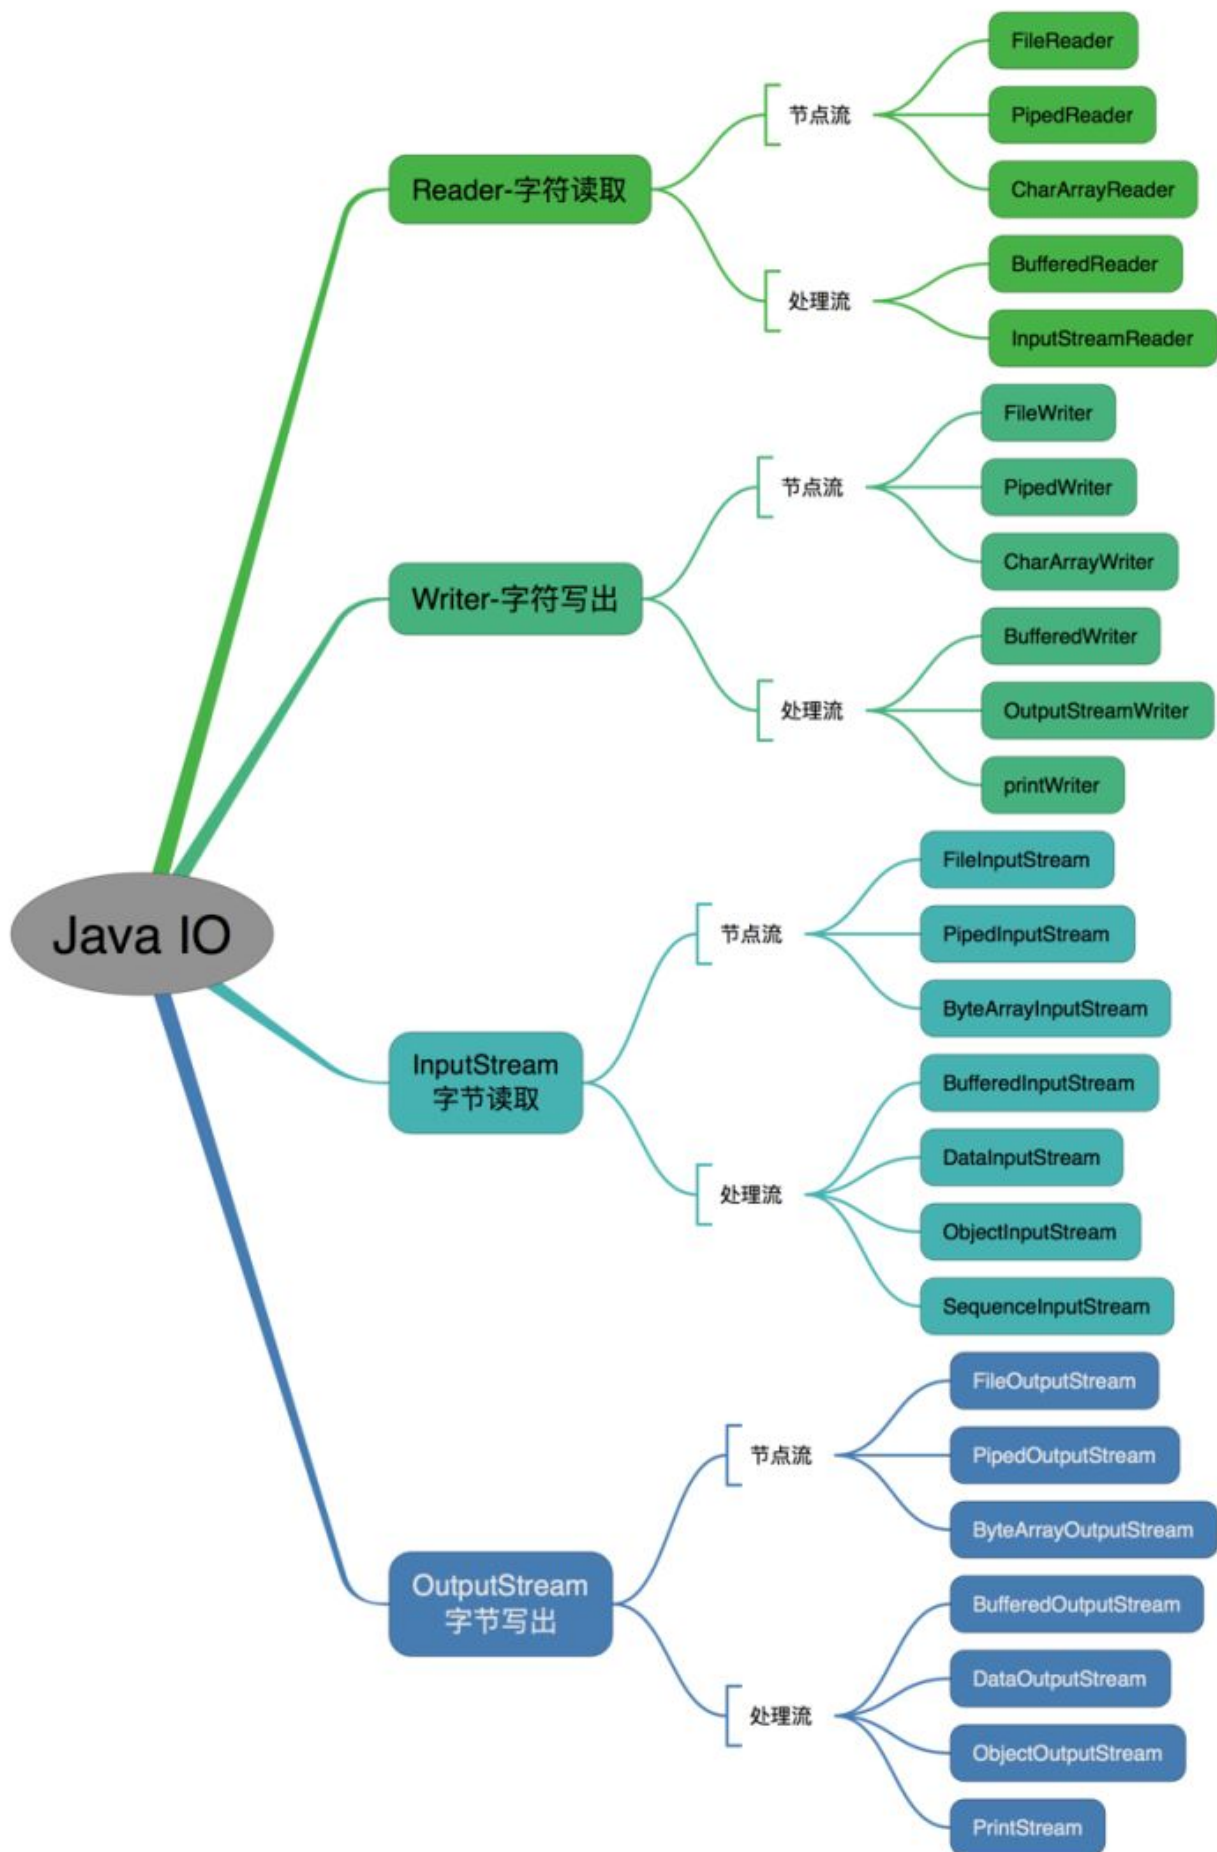 Java IO
Reader-字符读取
节点流
FileReader
PipedReader
CharArrayReader
处理流
BufferedReader
InputStreamReader
Writer-字符写出
节点流
FileWriter
PipedWriter
CharArrayWriter
处理流
BufferedWriter
OutputStreamWriter
printWriter
InputStream
字节读取
节点流
FileInputStream
PipedInputStream
ByteArrayInputStream
处理流
BufferedInputStream
DataInputStream
ObjectInputStream
SequenceInputStream
OutputStream
字节写出
节点流
FileOutputStream
PipedOutputStream
ByteArrayOutputStream
处理流
BufferedOutputStream
DataOutputStream
ObjectOutputStream
PrintStream